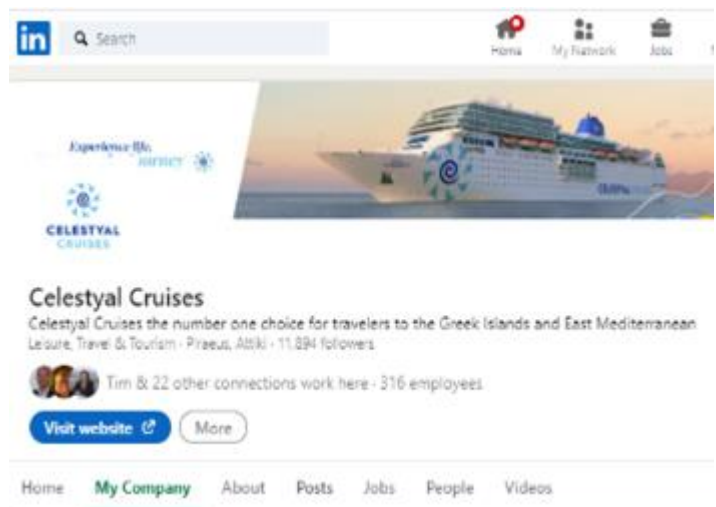 in Search
Home My Network Jobs
Experience life.
CELESTYAL
CRUISES
Celestyal Cruises
Celestyal Cruises the number one choice for travelers to the Greek Islands and East Mediterranean
Leisure, Travel & Tourism · Piraeus, Attiki · 11,894 followers
Tim & 22 other connections work here · 316 employees
Visit website More
Home My Company About Posts Jobs People Videos